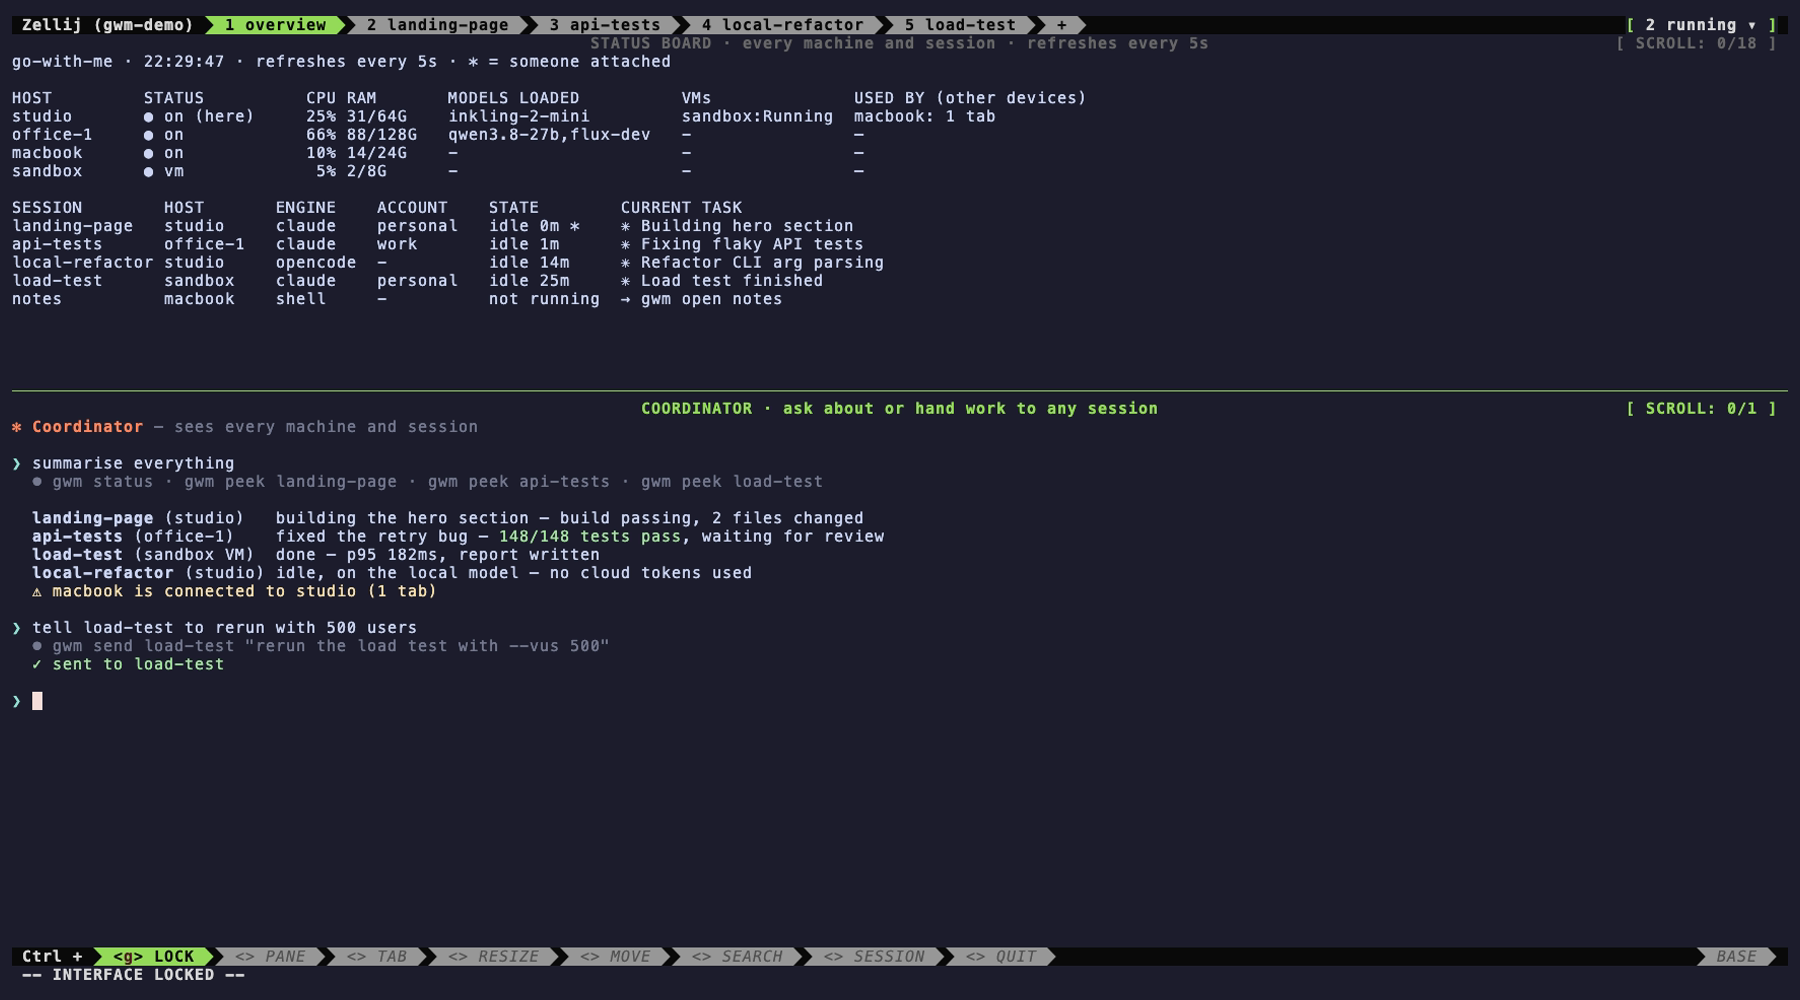 Zellij (gwm-demo) 1 overview 2 landing-page 3 api-tests 4 local-refactor 5 load-test + [ 2 running ▾ ]
STATUS BOARD · every machine and session · refreshes every 5s [ SCROLL: 0/18 ]
go-with-me · 22:29:47 · refreshes every 5s · ✳ = someone attached
HOST STATUS CPU RAM MODELS LOADED VMs USED BY (other devices)
studio ● on (here) 25% 31/64G inkling-2-mini sandbox:Running macbook: 1 tab
office-1 ● on 66% 88/128G qwen3.8-27b,flux-dev – –
macbook ● on 10% 14/24G – – –
sandbox ● vm 5% 2/8G – – –
SESSION HOST ENGINE ACCOUNT STATE CURRENT TASK
landing-page studio claude personal idle 0m ✳ ✳ Building hero section
api-tests office-1 claude work idle 1m ✳ Fixing flaky API tests
local-refactor studio opencode – idle 14m ✳ Refactor CLI arg parsing
load-test sandbox claude personal idle 25m ✳ Load test finished
notes macbook shell – not running → gwm open notes
COORDINATOR · ask about or hand work to any session [ SCROLL: 0/1 ]
✻ Coordinator — sees every machine and session
❯ summarise everything
● gwm status · gwm peek landing-page · gwm peek api-tests · gwm peek load-test
landing-page (studio) building the hero section — build passing, 2 files changed
api-tests (office-1) fixed the retry bug — 148/148 tests pass, waiting for review
load-test (sandbox VM) done — p95 182ms, report written
local-refactor (studio) idle, on the local model — no cloud tokens used
⚠ macbook is connected to studio (1 tab)
❯ tell load-test to rerun with 500 users
● gwm send load-test "rerun the load test with --vus 500"
✓ sent to load-test
❯
Ctrl + <g> LOCK <> PANE <> TAB <> RESIZE <> MOVE <> SEARCH <> SESSION <> QUIT BASE
-- INTERFACE LOCKED --